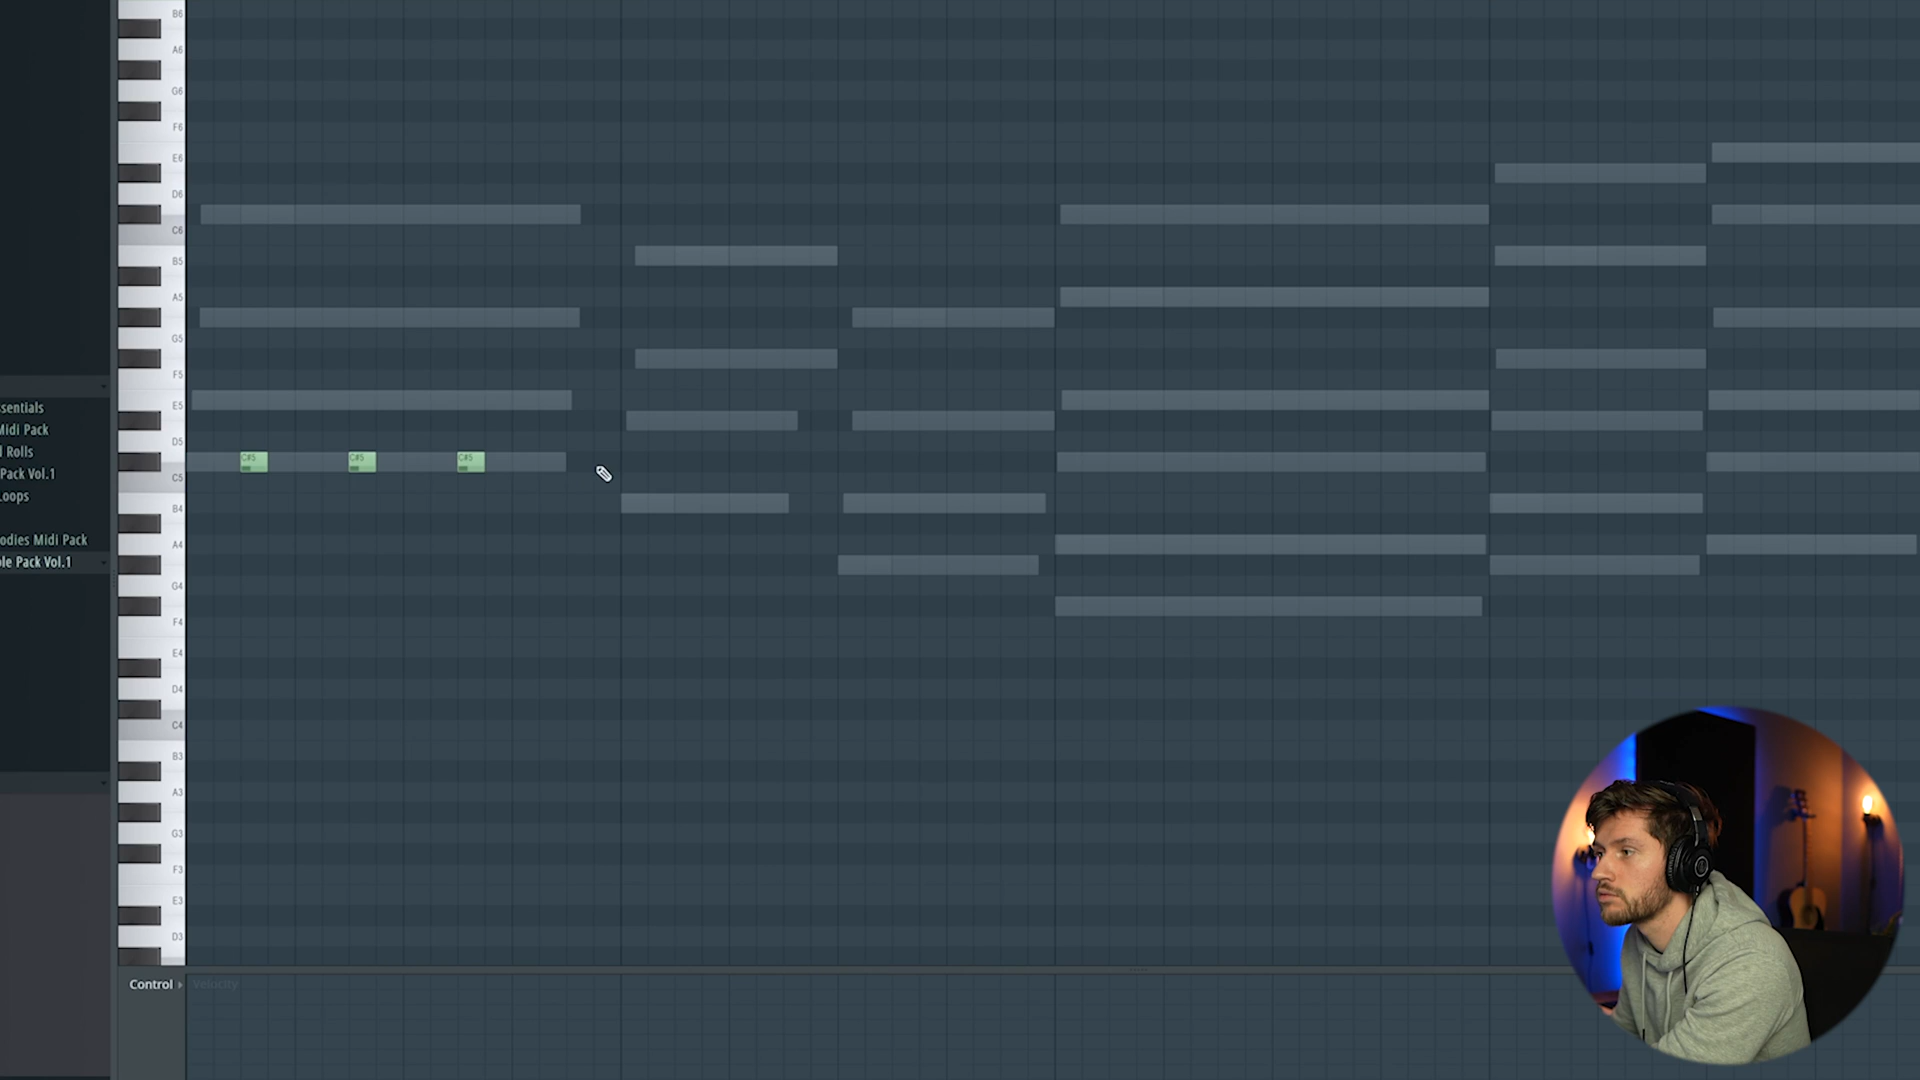 B6
A6
G6
F6
E6
D6
C6
B5
A5
G5
F5
E5
D5
C5
B4
A4
G4
F4
E4
D4
C4
B3
A3
G3
F3
E3
D3
C#5 C#5 C#5
sentials
Midi Pack
l Rolls
Pack Vol.1
Loops
odies Midi Pack
le Pack Vol.1
Control Velocity